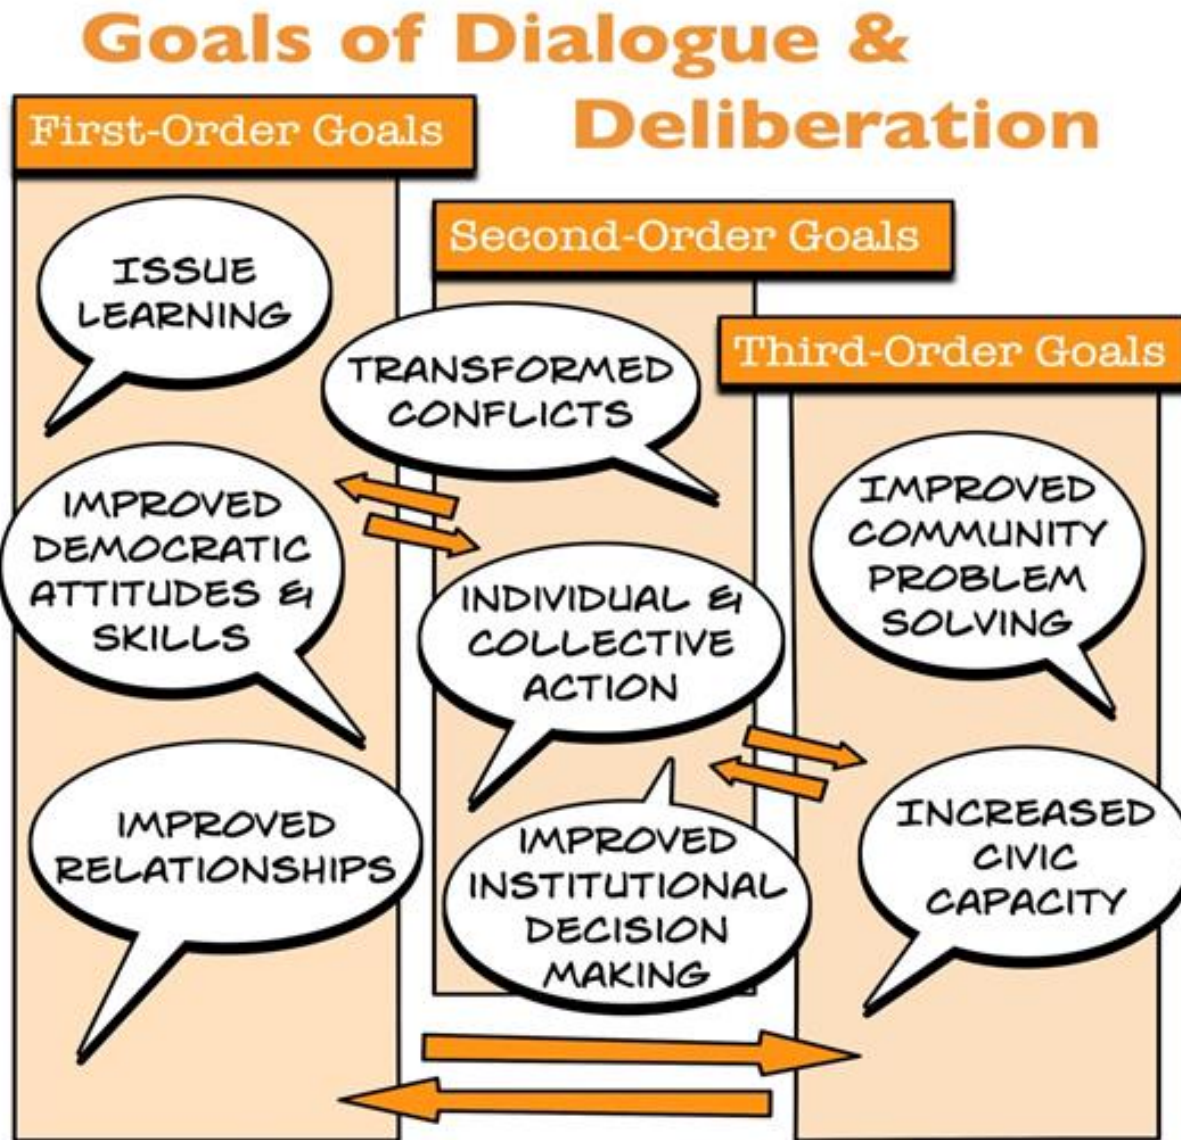 Goals of Dialogue &
Deliberation
First-Order Goals
ISSUE
LEARNING
IMPROVED
DEMOCRATIC
ATTITUDES &
SKILLS
IMPROVED
RELATIONSHIPS
Second-Order Goals
TRANSFORMED
CONFLICTS
INDIVIDUAL &
COLLECTIVE
ACTION
IMPROVED
INSTITUTIONAL
DECISION
MAKING
Third-Order Goals
IMPROVED
COMMUNITY
PROBLEM
SOLVING
INCREASED
CIVIC
CAPACITY